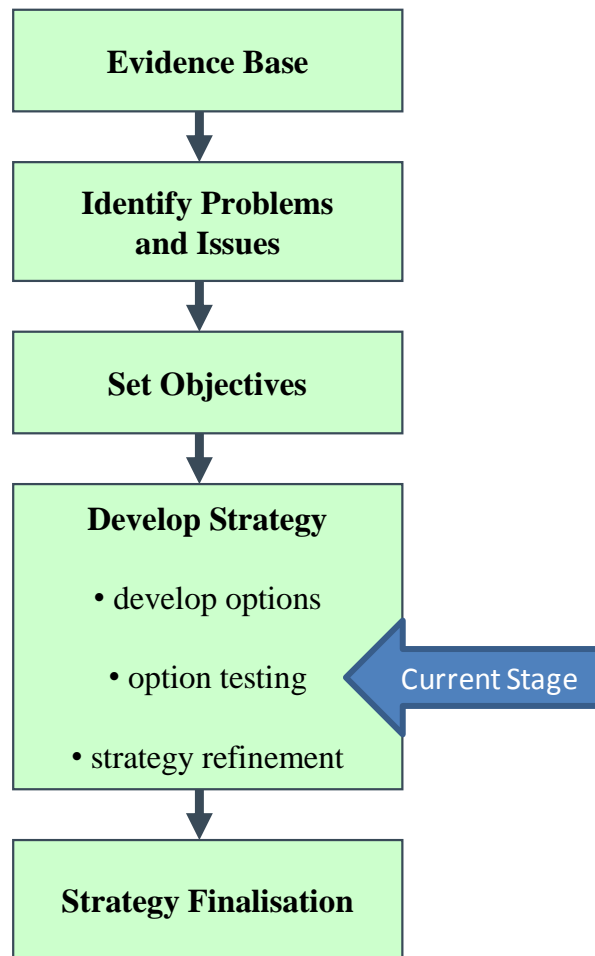 Evidence Base
Identify Problems
and Issues
Set Objectives
Develop Strategy
• develop options
• option testing
Current Stage
• strategy refinement
Strategy Finalisation